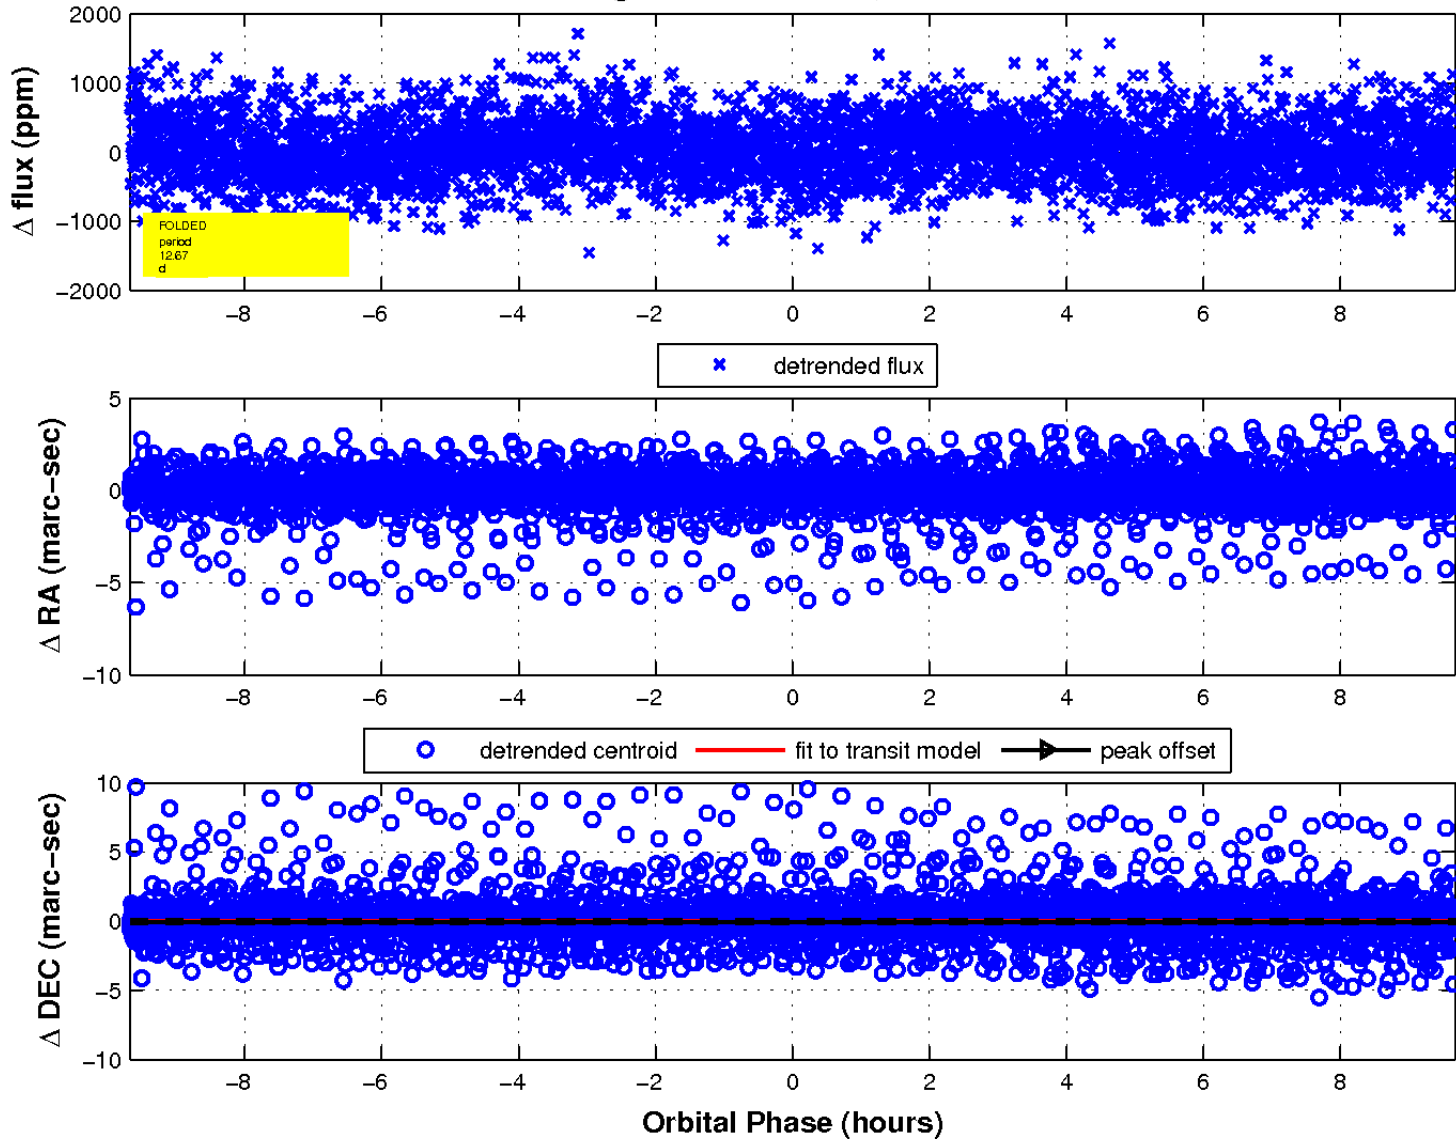 2000
1000
0
−1000
−2000
Δ flux (ppm)
FOLDED
period
12.67
d
−8 −6 −4 −2 0 2 4 6 8
detrended flux
5
0
−5
−10
Δ RA (marc−sec)
−8 −6 −4 −2 0 2 4 6 8
detrended centroid fit to transit model peak offset
10
5
0
−5
−10
Δ DEC (marc−sec)
−8 −6 −4 −2 0 2 4 6 8
Orbital Phase (hours)